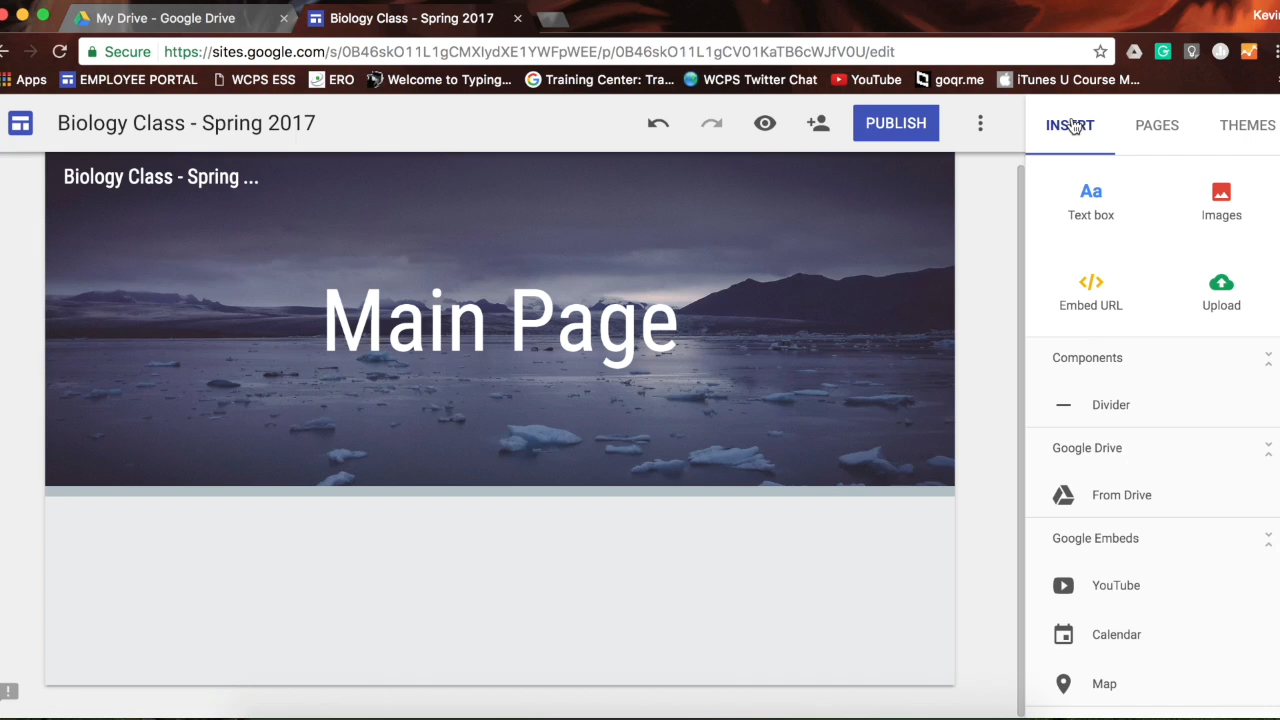 My Drive - Google Drive
Biology Class - Spring 2017
Kevin
Secure https://sites.google.com/s/0B46skO11L1gCMXIydXE1YWFpWEE/p/0B46skO11L1gCV01KaTB6cWJfV0U/edit
Apps EMPLOYEE PORTAL WCPS ESS ERO Welcome to Typing... Training Center: Tra... WCPS Twitter Chat YouTube goqr.me iTunes U Course M...
Biology Class - Spring 2017
PUBLISH
INSERT PAGES THEMES
Biology Class - Spring ...
Main Page
Aa
Text box Images
Embed URL Upload
Components
Divider
Google Drive
From Drive
Google Embeds
YouTube
Calendar
Map